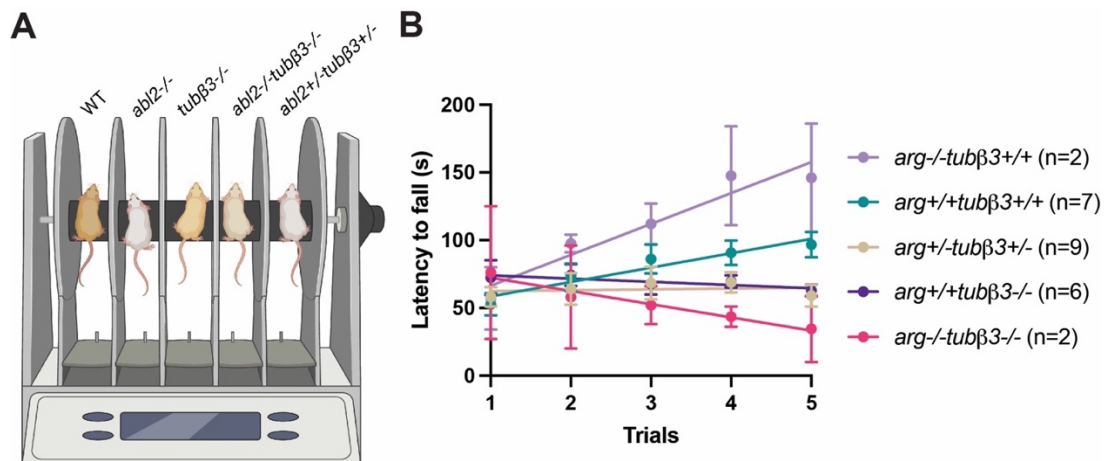 A
WT
abl2-/-
tubβ3-/-
abl2-/-tubβ3-/-
abl2+/-tubβ3+/-
B
Latency to fall (s)
200
150
100
50
0
1 2 3 4 5
Trials
arg-/-tubβ3+/+ (n=2)
arg+/+tubβ3+/+ (n=7)
arg+/-tubβ3+/- (n=9)
arg+/+tubβ3-/- (n=6)
arg-/-tubβ3-/- (n=2)